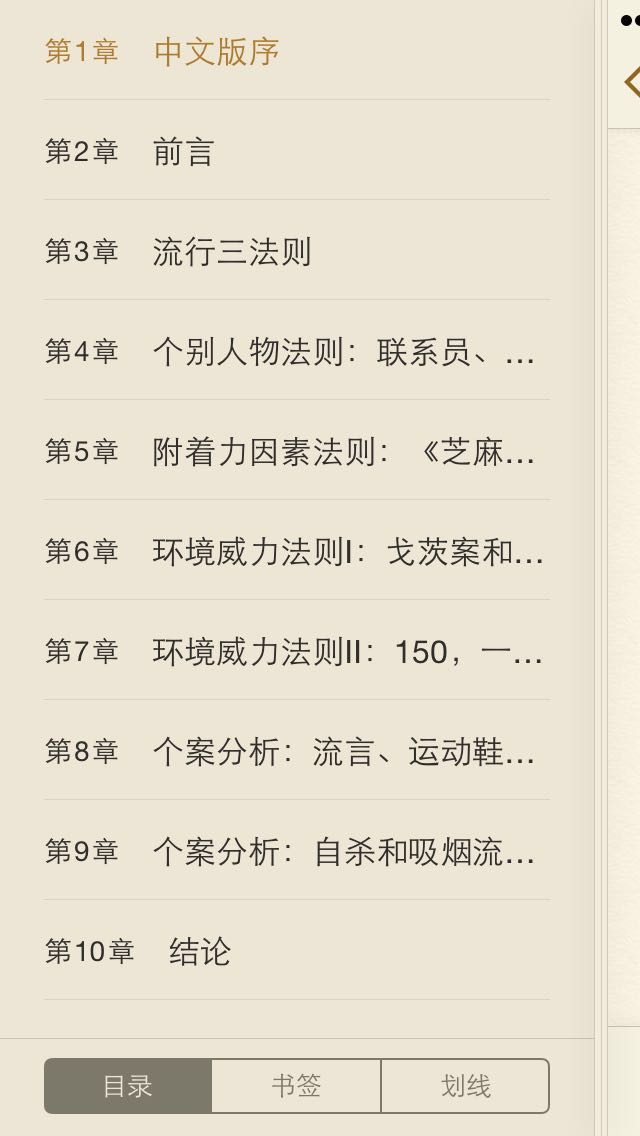 第1章 中文版序
第2章 前言
第3章 流行三法则
第4章 个别人物法则：联系员、...
第5章 附着力因素法则：《芝麻...
第6章 环境威力法则I：戈茨案和...
第7章 环境威力法则II：150，一...
第8章 个案分析：流言、运动鞋...
第9章 个案分析：自杀和吸烟流...
第10章 结论
目录 书签 划线